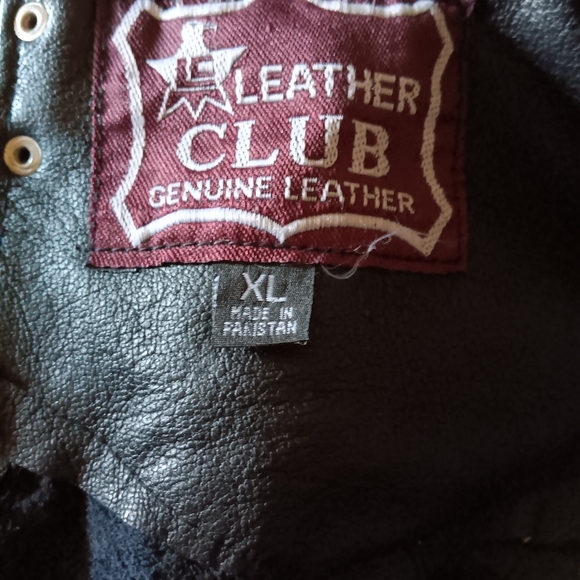 LEATHER
CLUB
GENUINE LEATHER
XL
MADE IN
PAKISTAN